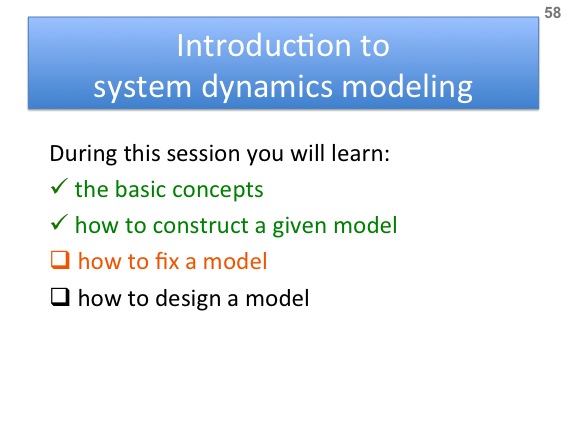 58
Introduction to
system dynamics modeling
During this session you will learn:
✓ the basic concepts
✓ how to construct a given model
❑ how to fix a model
❑ how to design a model